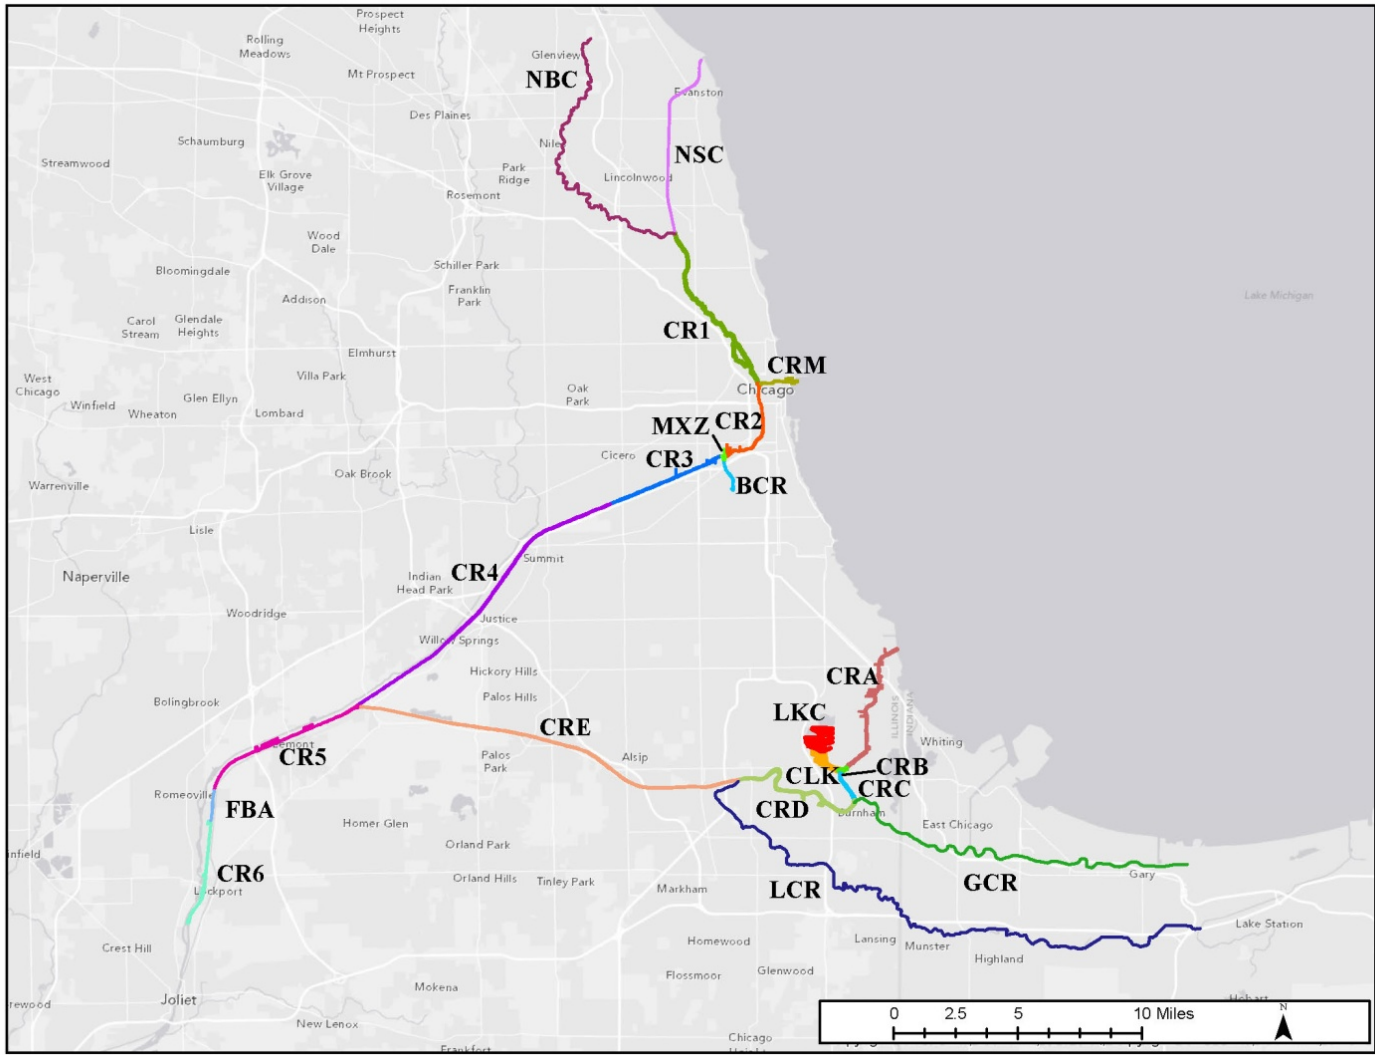 Prospect
Heights
Rolling
Meadows
Glenview
Mt Prospect
NBC
Evanston
Des Plaines
Schaumburg
NSC
Streamwood
Park
Ridge
Lincolnwood
Elk Grove
Village
Rosemont
Wood
Dale
Schiller Park
Bloomingdale
Franklin
Park
Addison
Lake Michigan
Carol
Stream
Glendale
Heights
CR1
Elmhurst
CRM
Villa Park
West
Chicago
Oak
Park
Chicago
Winfield
Glen Ellyn
Wheaton
Lombard
MXZ
CR2
Cicero
CR3
Oak Brook
BCR
Warrenville
Lisle
Summit
Naperville
CR4
Indian
Head Park
Woodridge
Justice
Willow Springs
Hickory Hills
CRA
Palos Hills
Bolingbrook
LKC
ILLINOIS
INDIANA
CRE
Whiting
Lemont
CR5
Palos
Park
Alsip
CLK
CRB
CRC
Romeoville
FBA
CRD
Burnham
Homer Glen
East Chicago
Orland Park
CR6
Lockport
Orland Hills
Tinley Park
Markham
LCR
GCR
Gary
Crest Hill
Homewood
Lansing
Munster
Highland
Lake Station
Flossmoor
Glenwood
Mokena
Joliet
New Lenox
Frankfort
Chicago
0 2.5 5 10 Miles
N